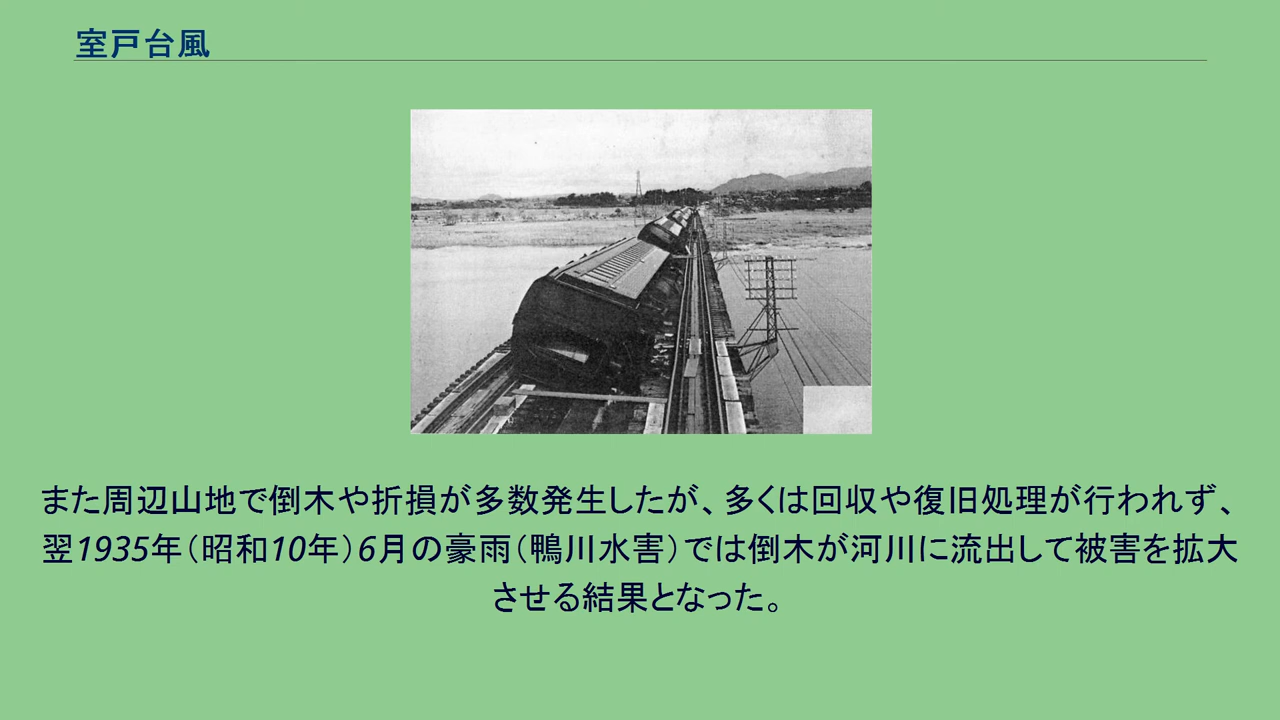 室戸台風
また周辺山地で倒木や折損が多数発生したが、多くは回収や復旧処理が行われず、
翌1935年（昭和10年）6月の豪雨（鴨川水害）では倒木が河川に流出して被害を拡大
させる結果となった。